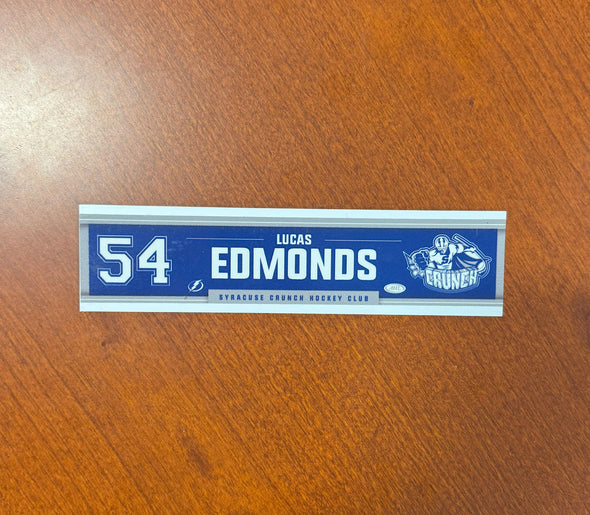 54
LUCAS
EDMONDS
CRUNCH
SYRACUSE CRUNCH HOCKEY CLUB